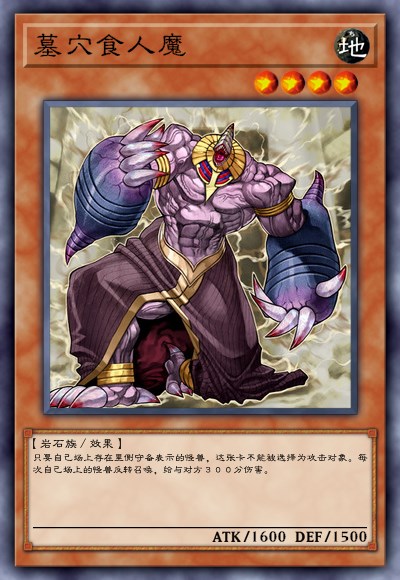 墓穴食人魔
地
【岩石族/效果】
只要自己场上存在里侧守备表示的怪兽，这张卡不能被选择为攻击对象。每
次自己场上的怪兽反转召唤，给与对方３００分伤害。
ATK/1600 DEF/1500